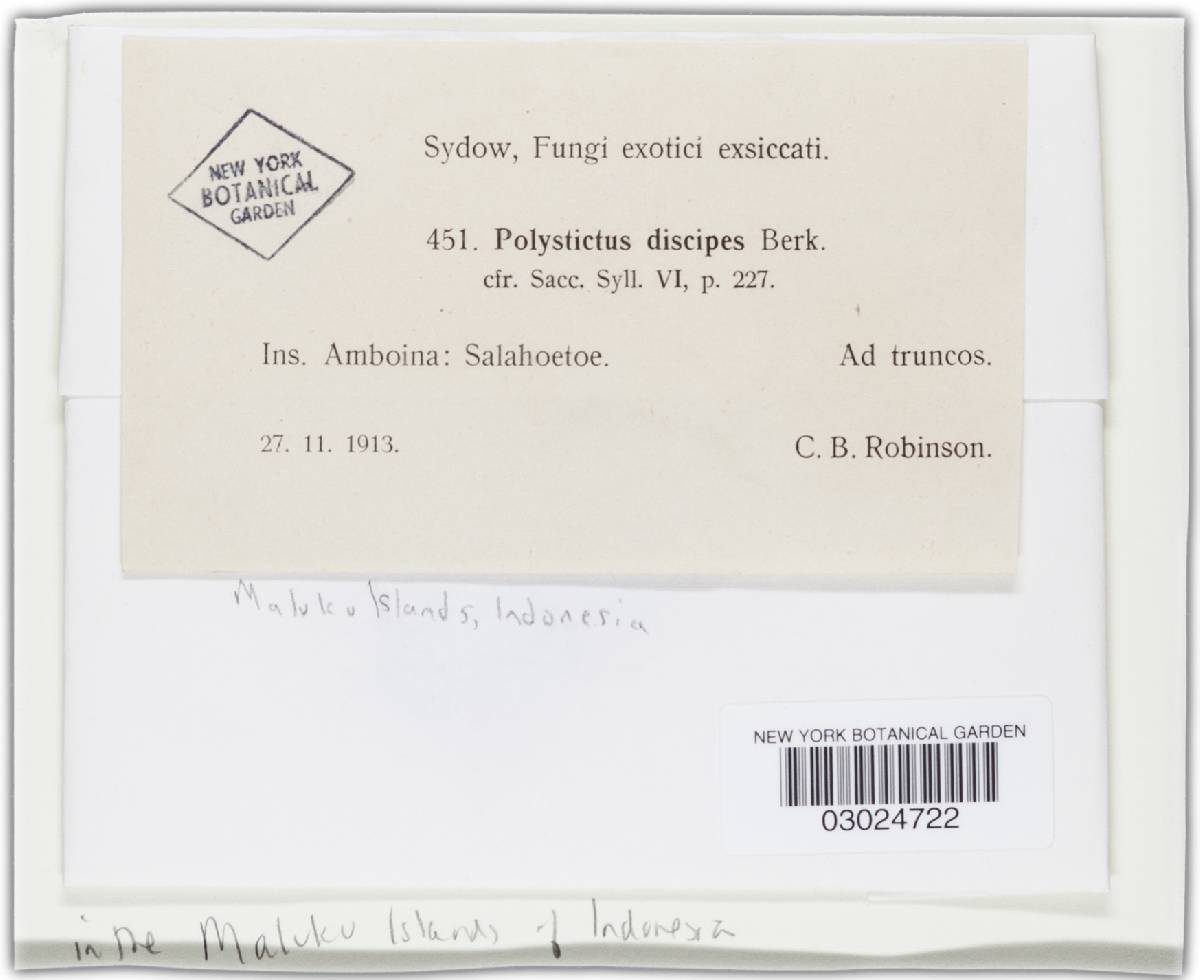 NEW YORK
BOTANICAL
GARDEN
Sydow, Fungi exotici exsiccati.
451. Polystictus discipes Berk.
cfr. Sacc. Syll. VI, p. 227.
Ins. Amboina: Salahoetoe. Ad truncos.
27. 11. 1913. C. B. Robinson.
Maluku Islands, Indonesia
NEW YORK BOTANICAL GARDEN
03024722
in the Maluku Islands of Indonesia